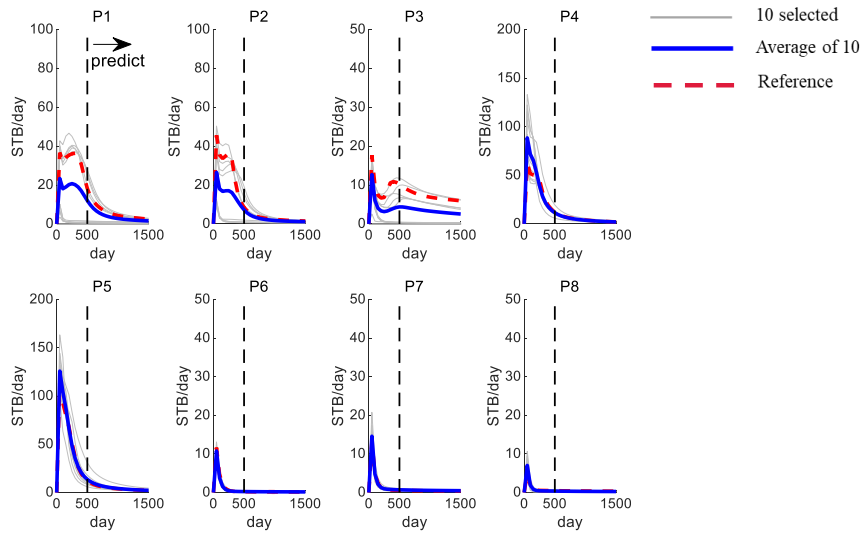 P1
P2
P3
P4
10 selected
Average of 10
Reference
predict
STB/day
100
80
60
40
20
0
0 500 1500
day
STB/day
100
80
60
40
20
0
0 500 1500
day
STB/day
50
40
30
20
10
0
0 500 1500
day
STB/day
200
150
100
50
0
0 500 1500
day
P5
P6
P7
P8
STB/day
200
150
100
50
0
0 500 1500
day
STB/day
50
40
30
20
10
0
0 500 1500
day
STB/day
50
40
30
20
10
0
0 500 1500
day
STB/day
50
40
30
20
10
0
0 500 1500
day